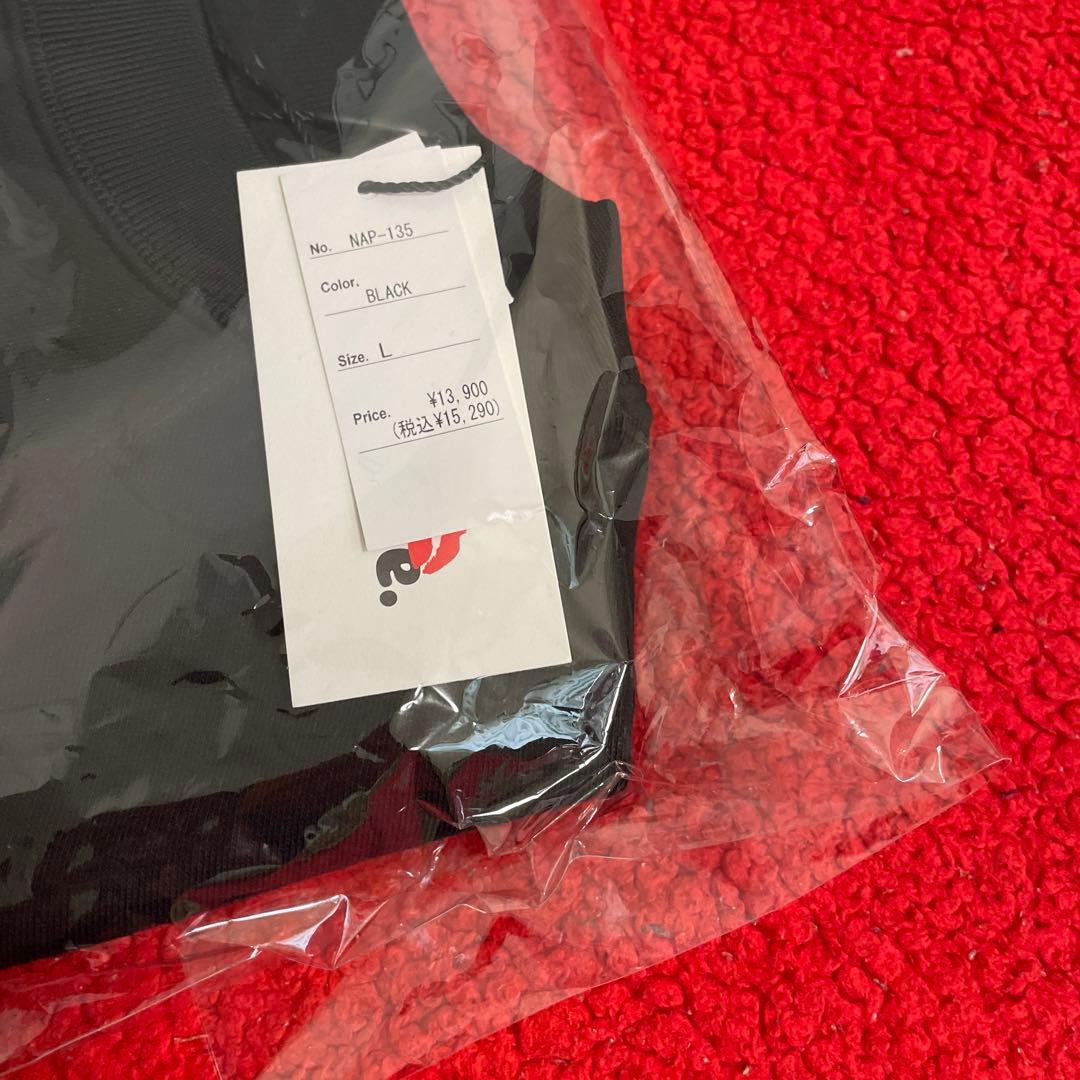 No. NAP-135
Color. BLACK
Size. L
Price. ¥13,900
(税込¥15,290)